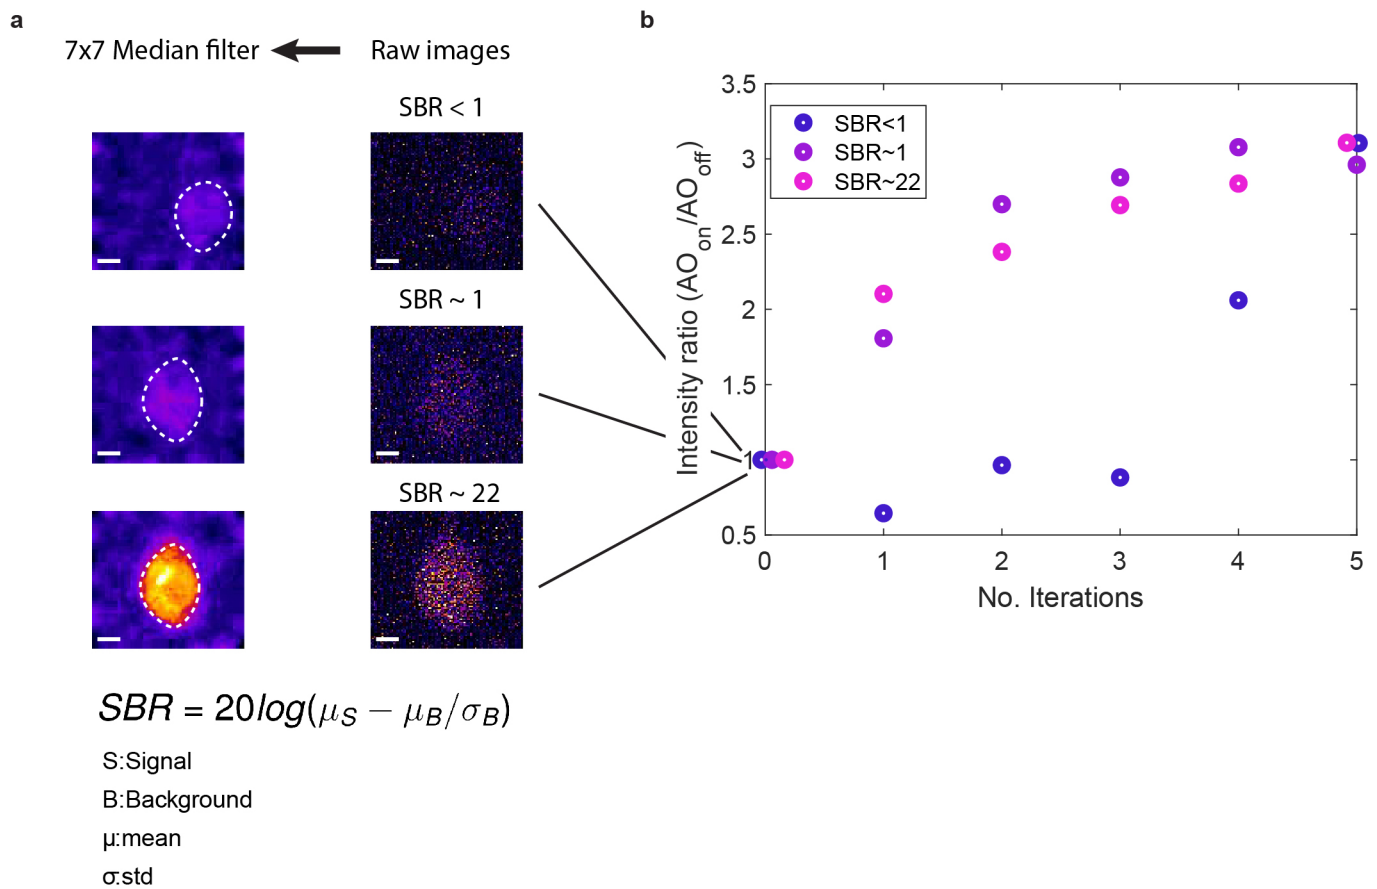 a
7x7 Median filter
Raw images
SBR < 1
SBR ~ 1
SBR ~ 22
SBR = 20log(μS − μB/σB)
S:Signal
B:Background
μ:mean
σ:std
b
3.5
3
2.5
2
1.5
1
0.5
Intensity ratio (AOon/AOoff)
SBR<1
SBR~1
SBR~22
0 1 2 3 4 5
No. Iterations